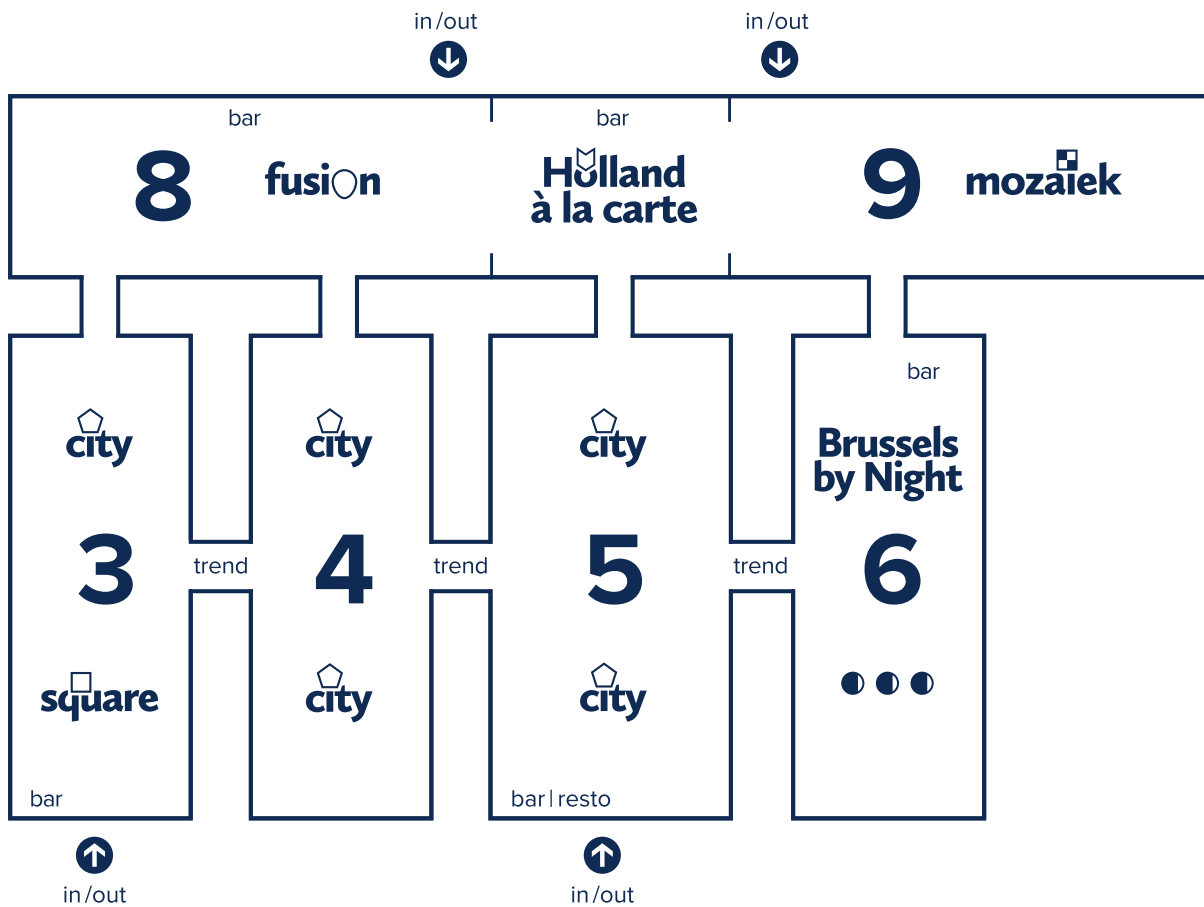 in/out
in/out
bar
bar
8
fusion
Holland
à la carte
9
mozaïek
bar
city
city
city
Brussels
by Night
3
trend
4
trend
5
trend
6
square
city
city
bar
bar|resto
in/out
in/out